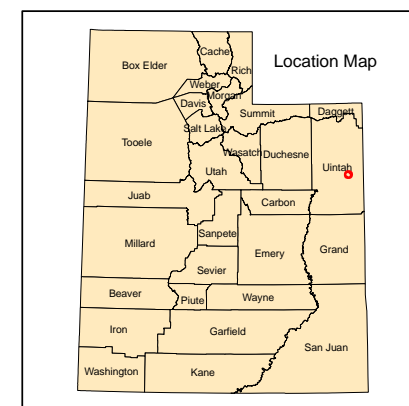 Location Map
Cache
Box Elder
Rich
Weber
Morgan
Davis
Summit
Daggett
Salt Lake
Tooele
Wasatch
Duchesne
Uintah
Utah
Juab
Carbon
Sanpete
Millard
Emery
Grand
Sevier
Beaver
Piute
Wayne
Iron
Garfield
San Juan
Washington
Kane